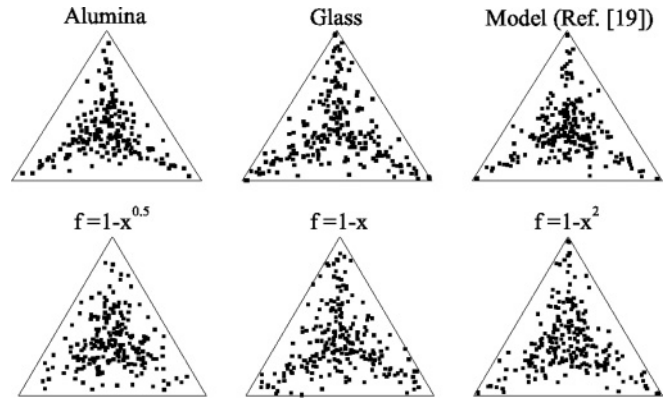 Alumina
Glass
Model (Ref. [19])
f=1-x^0.5
f=1-x
f=1-x^2